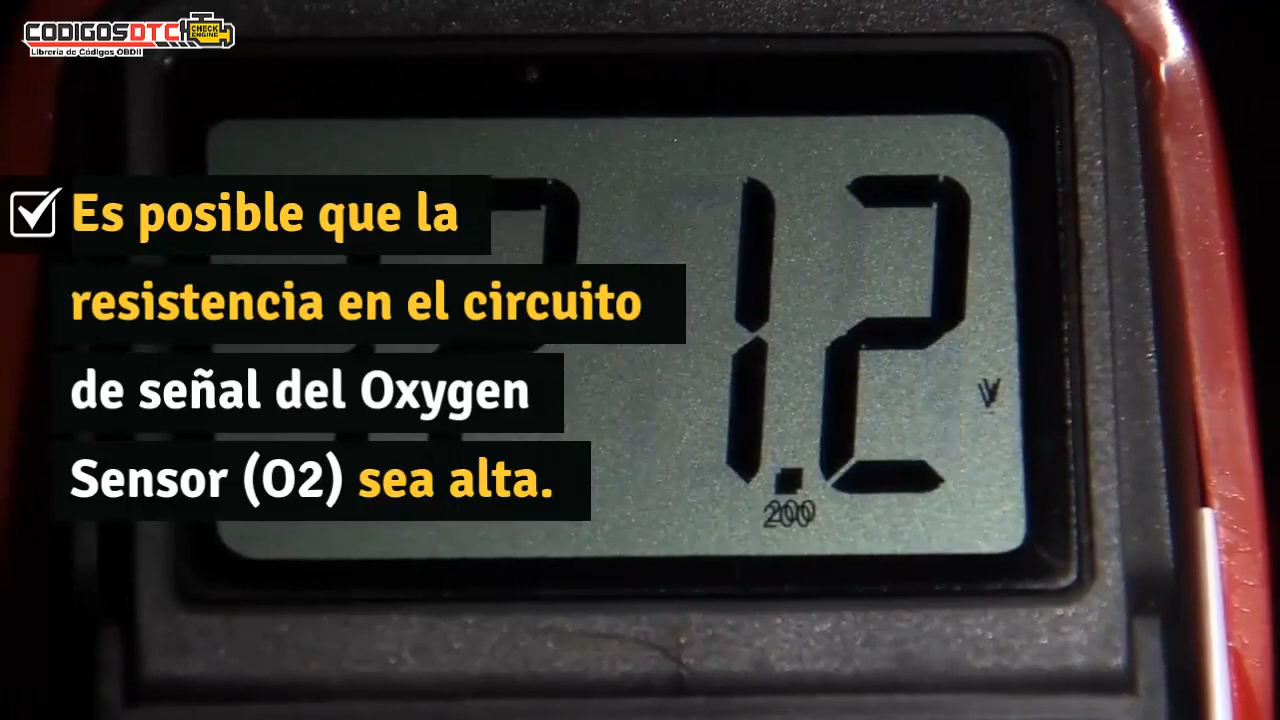 CODIGOSDTC
CHECK
ENGINE
Librería de Códigos OBDII
Es posible que la
resistencia en el circuito
de señal del Oxygen
Sensor (O2) sea alta.
1.2
V
200